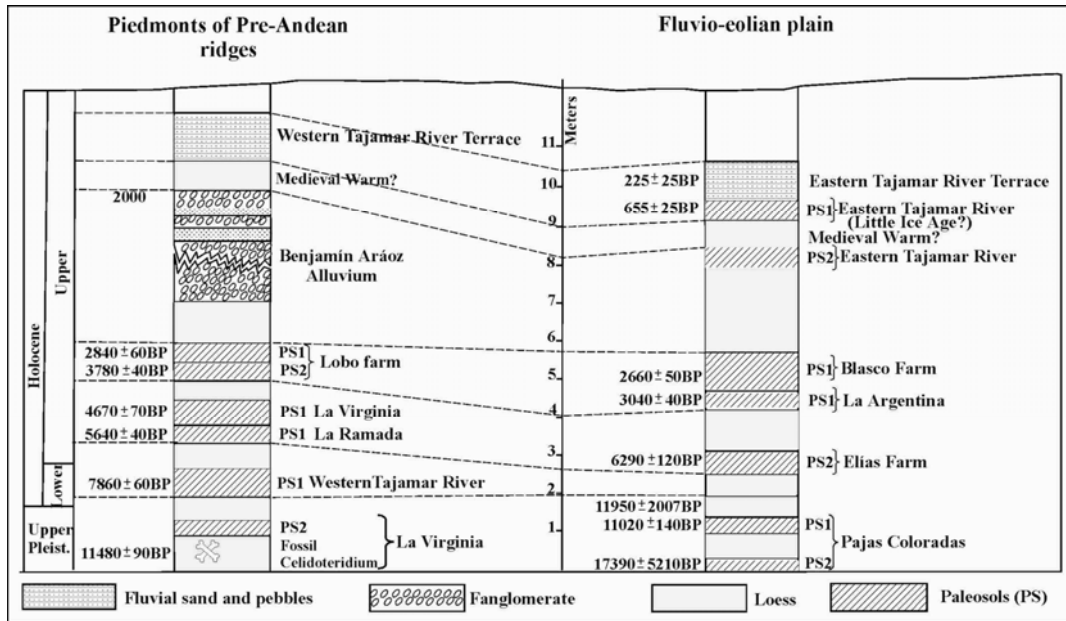 Piedmonts of Pre-Andean
ridges
Fluvio-eolian plain
Holocene
Upper
Lower
Upper
Pleist.
2000
2840±60BP
3780±40BP
4670±70BP
5640±40BP
7860±60BP
11480±90BP
Western Tajamar River Terrace
Medieval Warm?
Benjamín Aráoz
Alluvium
PS1
PS2
Lobo farm
PS1 La Virginia
PS1 La Ramada
PS1 WesternTajamar River
PS2
Fossil
Celidoteridium
La Virginia
Meters
11
10
9
8
7
6
5
4
3
2
1
225±25BP
655±25BP
2660±50BP
3040±40BP
6290±120BP
11950±2007BP
11020±140BP
17390±5210BP
Eastern Tajamar River Terrace
PS1 Eastern Tajamar River
(Little Ice Age?)
Medieval Warm?
PS2 Eastern Tajamar River
PS1 Blasco Farm
PS1 La Argentina
PS2 Elías Farm
PS1
Pajas Coloradas
PS2
Fluvial sand and pebbles
Fanglomerate
Loess
Paleosols (PS)